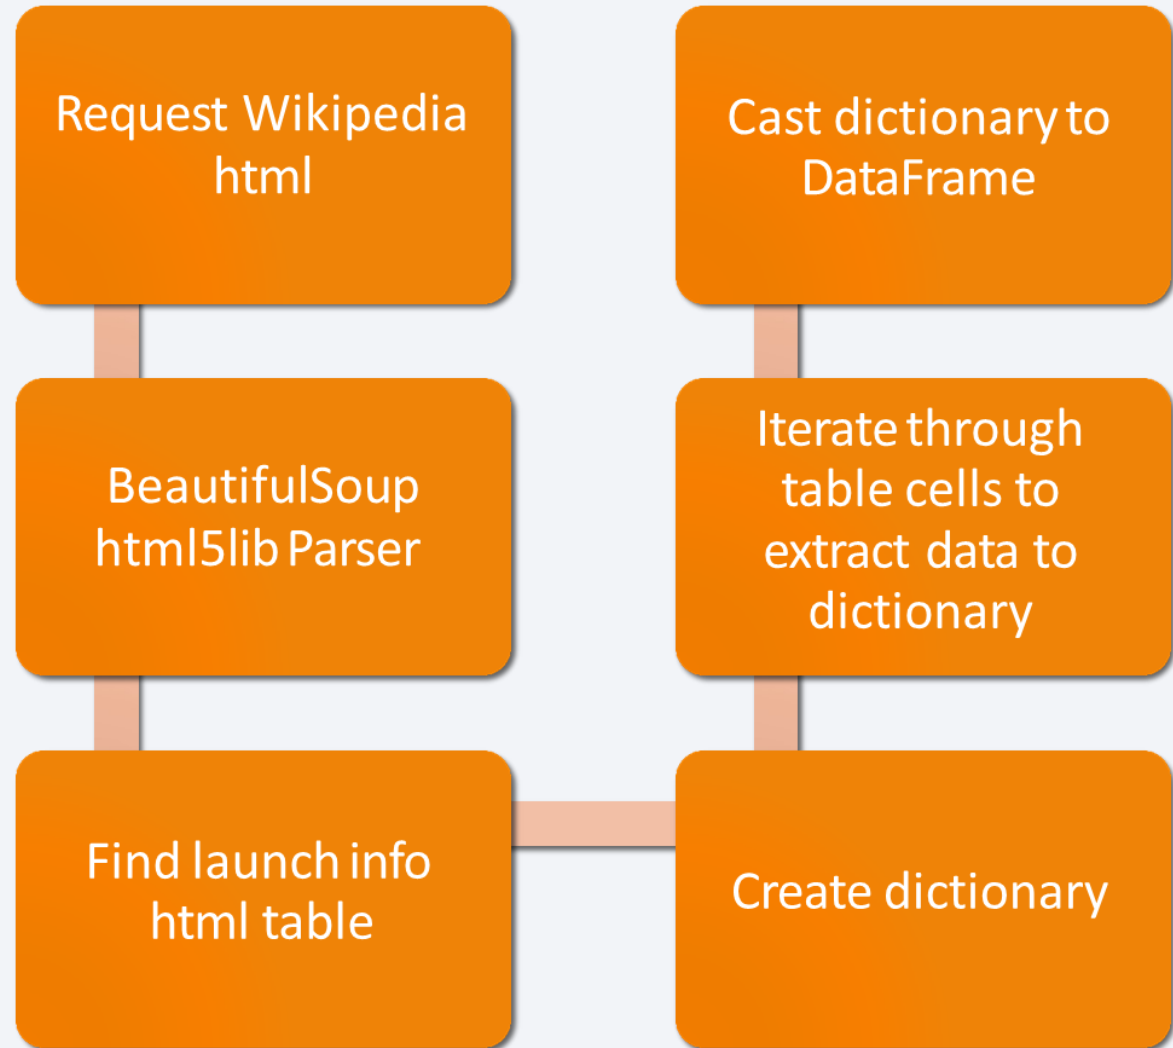 Request Wikipedia
html
BeautifulSoup
html5lib Parser
Find launch info
html table
Create dictionary
Iterate through
table cells to
extract data to
dictionary
Cast dictionary to
DataFrame